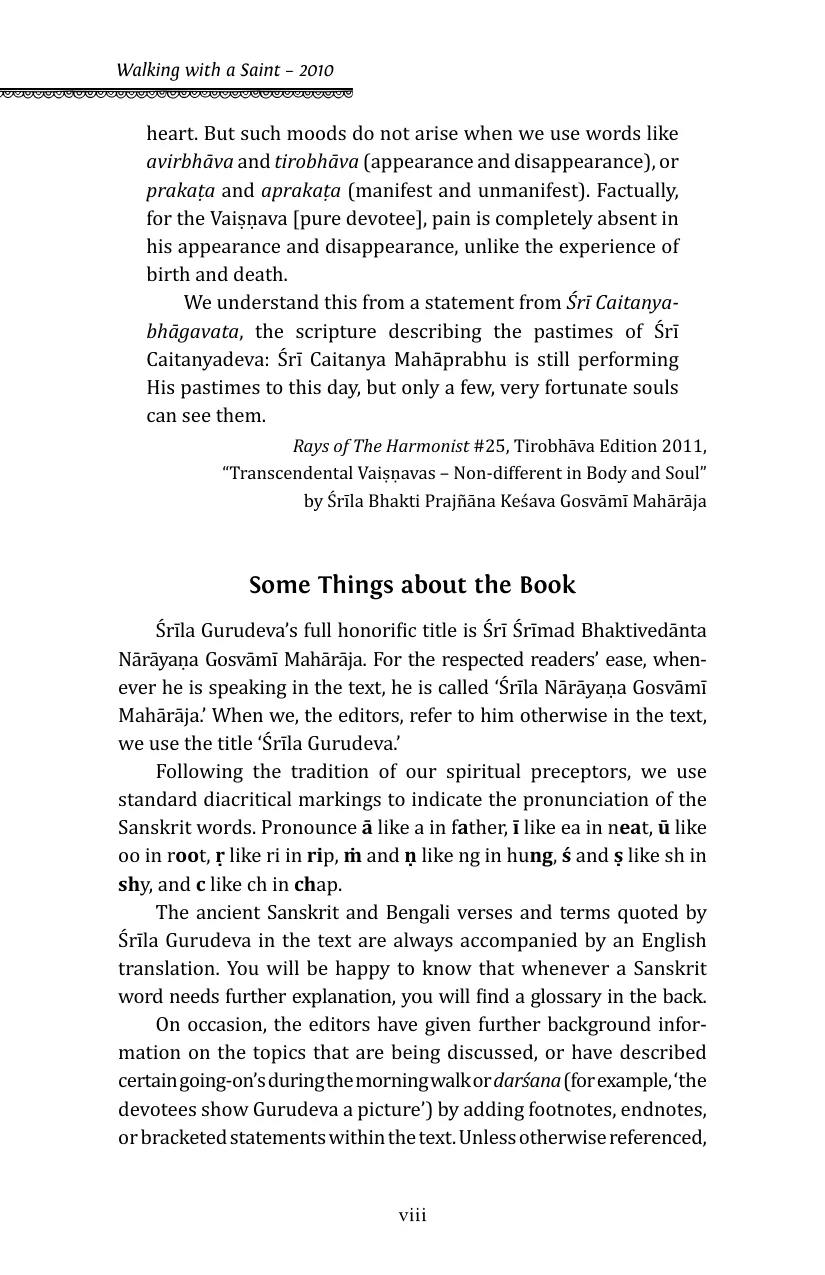 Walking with a Saint – 2010
heart. But such moods do not arise when we use words like
avirbhāva and tirobhāva (appearance and disappearance), or
prakaṭa and aprakaṭa (manifest and unmanifest). Factually,
for the Vaiṣṇava [pure devotee], pain is completely absent in
his appearance and disappearance, unlike the experience of
birth and death.
We understand this from a statement from Śrī Caitanya-
bhāgavata, the scripture describing the pastimes of Śrī
Caitanyadeva: Śrī Caitanya Mahāprabhu is still performing
His pastimes to this day, but only a few, very fortunate souls
can see them.
Rays of The Harmonist #25, Tirobhāva Edition 2011,
“Transcendental Vaiṣṇavas – Non-different in Body and Soul”
by Śrīla Bhakti Prajñāna Keśava Gosvāmī Mahārāja
Some Things about the Book
Śrīla Gurudeva’s full honorific title is Śrī Śrīmad Bhaktivedānta
Nārāyaṇa Gosvāmī Mahārāja. For the respected readers’ ease, when-
ever he is speaking in the text, he is called ‘Śrīla Nārāyaṇa Gosvāmī
Mahārāja.’ When we, the editors, refer to him otherwise in the text,
we use the title ‘Śrīla Gurudeva.’
Following the tradition of our spiritual preceptors, we use
standard diacritical markings to indicate the pronunciation of the
Sanskrit words. Pronounce ā like a in father, ī like ea in neat, ū like
oo in root, ṛ like ri in rip, ṁ and ṇ like ng in hung, ś and ṣ like sh in
shy, and c like ch in chap.
The ancient Sanskrit and Bengali verses and terms quoted by
Śrīla Gurudeva in the text are always accompanied by an English
translation. You will be happy to know that whenever a Sanskrit
word needs further explanation, you will find a glossary in the back.
On occasion, the editors have given further background infor-
mation on the topics that are being discussed, or have described
certain going-on’s during the morning walk or darśana (for example, ‘the
devotees show Gurudeva a picture’) by adding footnotes, endnotes,
or bracketed statements within the text. Unless otherwise referenced,
viii